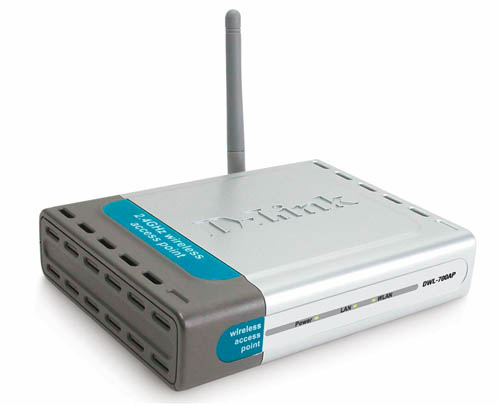 D-Link
2.4GHz wireless
access point
wireless
access
point
Power
LAN
WLAN
DWL-700AP